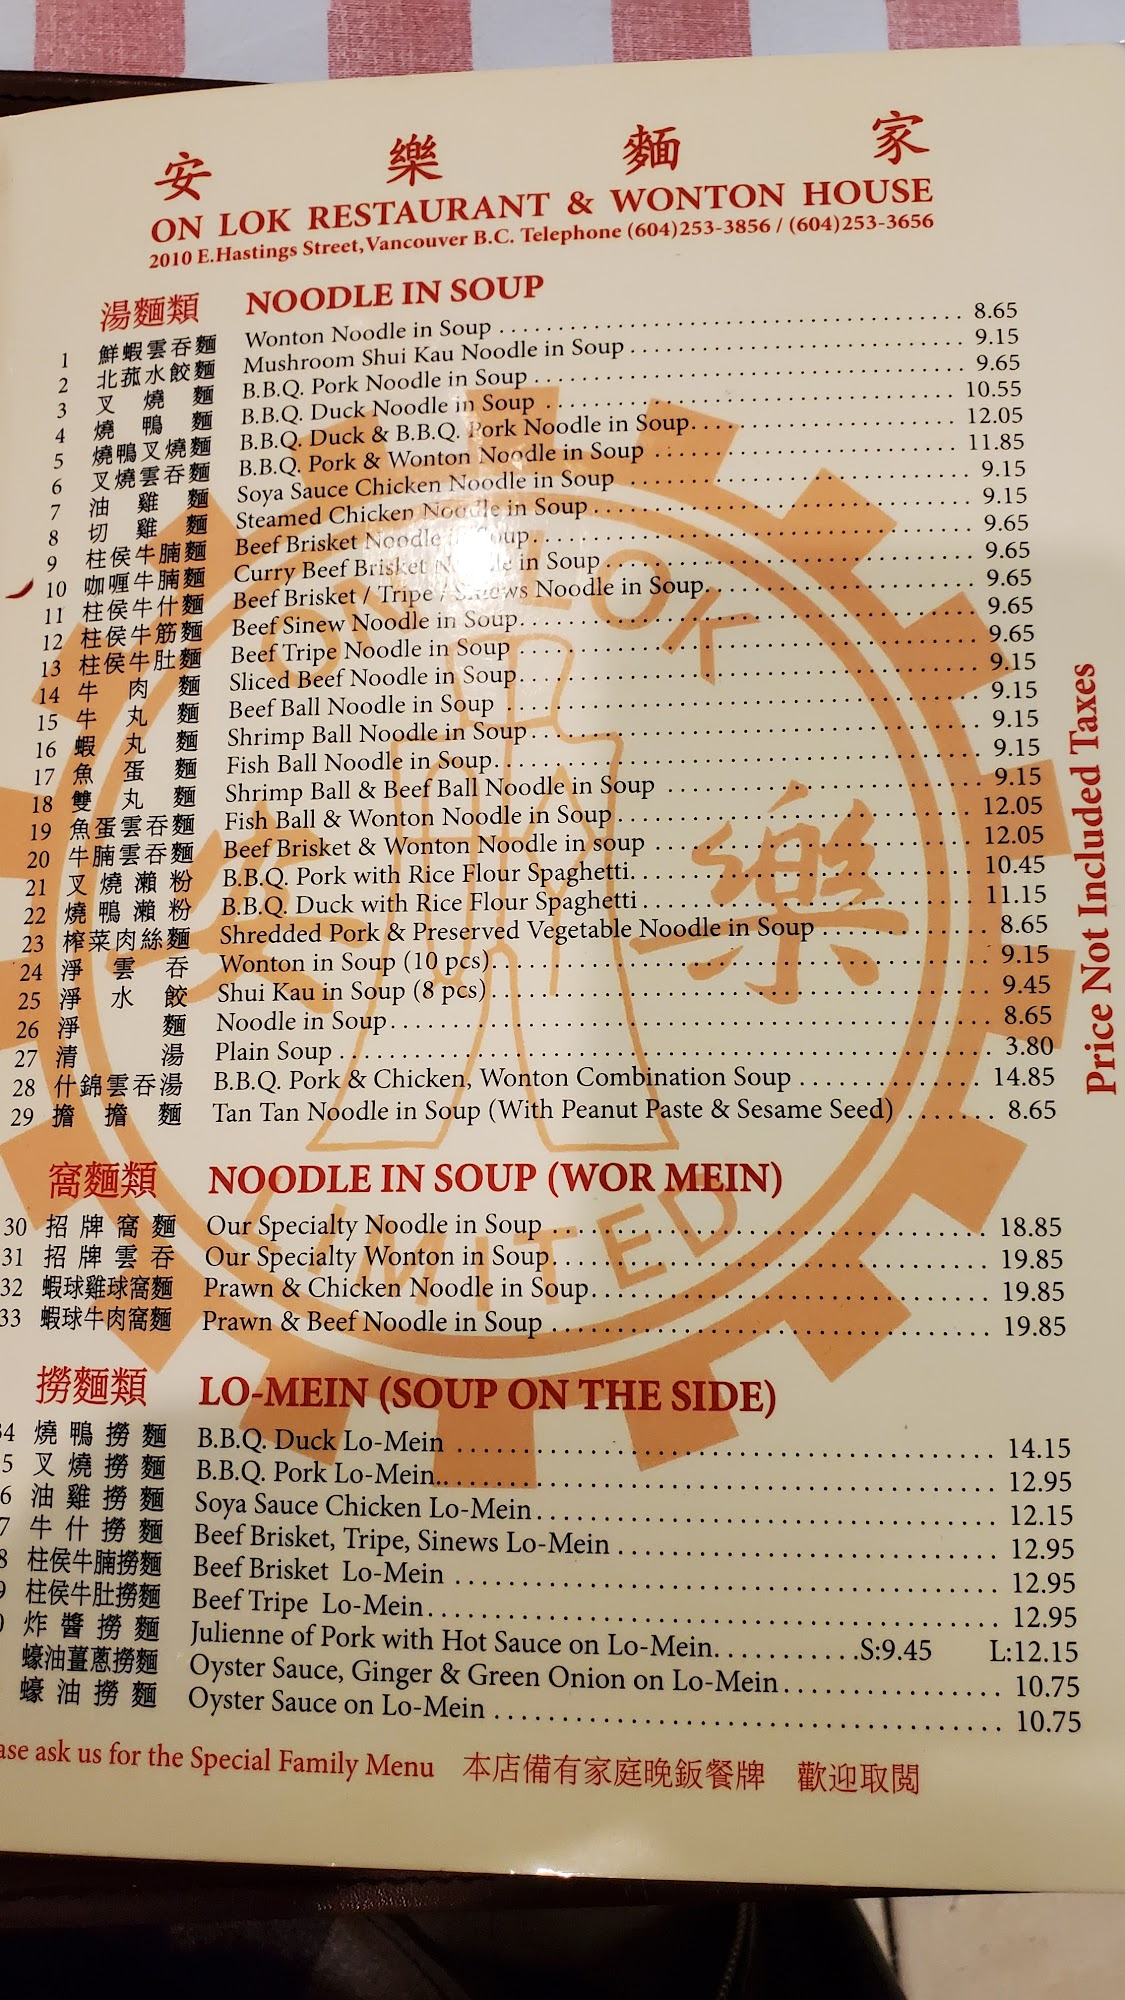 安樂麵家
ON LOK RESTAURANT & WONTON HOUSE
2010 E.Hastings Street,Vancouver B.C. Telephone (604)253-3856 / (604)253-3656
湯麵類 NOODLE IN SOUP
1 鮮蝦雲吞麵 Wonton Noodle in Soup 8.65
2 北菰水餃麵 Mushroom Shui Kau Noodle in Soup 9.15
3 叉燒麵 B.B.Q. Pork Noodle in Soup 9.65
4 燒鴨麵 B.B.Q. Duck Noodle in Soup 10.55
5 燒鴨叉燒麵 B.B.Q. Duck & B.B.Q. Pork Noodle in Soup 12.05
6 叉燒雲吞麵 B.B.Q. Pork & Wonton Noodle in Soup 11.85
7 油雞麵 Soya Sauce Chicken Noodle in Soup 9.15
8 切雞麵 Steamed Chicken Noodle in Soup 9.15
9 柱侯牛腩麵 Beef Brisket Noodle in Soup 9.65
10 咖喱牛腩麵 Curry Beef Brisket Noodle in Soup 9.65
11 柱侯牛什麵 Beef Brisket / Tripe / Sinews Noodle in Soup 9.65
12 柱侯牛筋麵 Beef Sinew Noodle in Soup 9.65
13 柱侯牛肚麵 Beef Tripe Noodle in Soup 9.65
14 牛肉麵 Sliced Beef Noodle in Soup 9.15
15 牛丸麵 Beef Ball Noodle in Soup 9.15
16 蝦丸麵 Shrimp Ball Noodle in Soup 9.15
17 魚蛋麵 Fish Ball Noodle in Soup 9.15
18 雙丸麵 Shrimp Ball & Beef Ball Noodle in Soup 9.15
19 魚蛋雲吞麵 Fish Ball & Wonton Noodle in Soup 12.05
20 牛腩雲吞麵 Beef Brisket & Wonton Noodle in soup 12.05
21 叉燒瀨粉 B.B.Q. Pork with Rice Flour Spaghetti 10.45
22 燒鴨瀨粉 B.B.Q. Duck with Rice Flour Spaghetti 11.15
23 榨菜肉絲麵 Shredded Pork & Preserved Vegetable Noodle in Soup 8.65
24 淨雲吞 Wonton in Soup (10 pcs) 9.15
25 淨水餃 Shui Kau in Soup (8 pcs) 9.45
26 淨麵 Noodle in Soup 8.65
27 清湯 Plain Soup 3.80
28 什錦雲吞湯 B.B.Q. Pork & Chicken, Wonton Combination Soup 14.85
29 擔擔麵 Tan Tan Noodle in Soup (With Peanut Paste & Sesame Seed) 8.65
Price Not Included Taxes
窩麵類 NOODLE IN SOUP (WOR MEIN)
30 招牌窩麵 Our Specialty Noodle in Soup 18.85
31 招牌雲吞 Our Specialty Wonton in Soup 19.85
32 蝦球雞球窩麵 Prawn & Chicken Noodle in Soup 19.85
33 蝦球牛肉窩麵 Prawn & Beef Noodle in Soup 19.85
撈麵類 LO-MEIN (SOUP ON THE SIDE)
34 燒鴨撈麵 B.B.Q. Duck Lo-Mein 14.15
5 叉燒撈麵 B.B.Q. Pork Lo-Mein 12.95
6 油雞撈麵 Soya Sauce Chicken Lo-Mein 12.15
7 牛什撈麵 Beef Brisket, Tripe, Sinews Lo-Mein 12.95
8 柱侯牛腩撈麵 Beef Brisket Lo-Mein 12.95
9 柱侯牛肚撈麵 Beef Tripe Lo-Mein 12.95
0 炸醬撈麵 Julienne of Pork with Hot Sauce on Lo-Mein S:9.45 L:12.15
蠔油薑蔥撈麵 Oyster Sauce, Ginger & Green Onion on Lo-Mein 10.75
蠔油撈麵 Oyster Sauce on Lo-Mein 10.75
ase ask us for the Special Family Menu 本店備有家庭晚飯餐牌 歡迎取閱
ON LOK
安樂
LIMITED